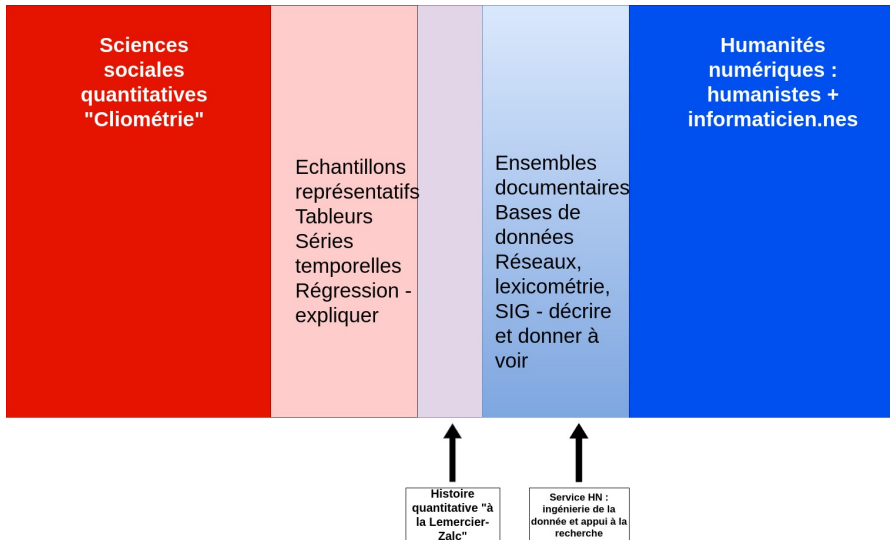 Sciences
sociales
quantitatives
"Cliométrie"
Echantillons
représentatifs
Tableurs
Séries
temporelles
Régression -
expliquer
Ensembles
documentaires
Bases de
données
Réseaux,
lexicométrie,
SIG - décrire
et donner à
voir
Humanités
numériques :
humanistes +
informaticien.nes
Histoire
quantitative "à
la Lemercier-
Zalc"
Service HN :
ingénierie de la
donnée et appui à la
recherche